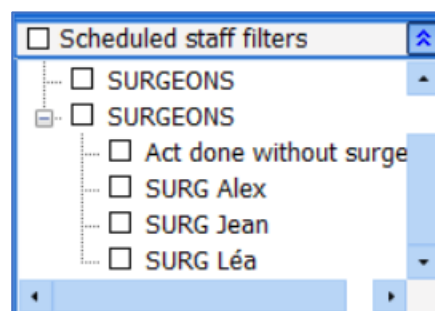 Scheduled staff filters
SURGEONS
SURGEONS
Act done without surge
SURG Alex
SURG Jean
SURG Léa